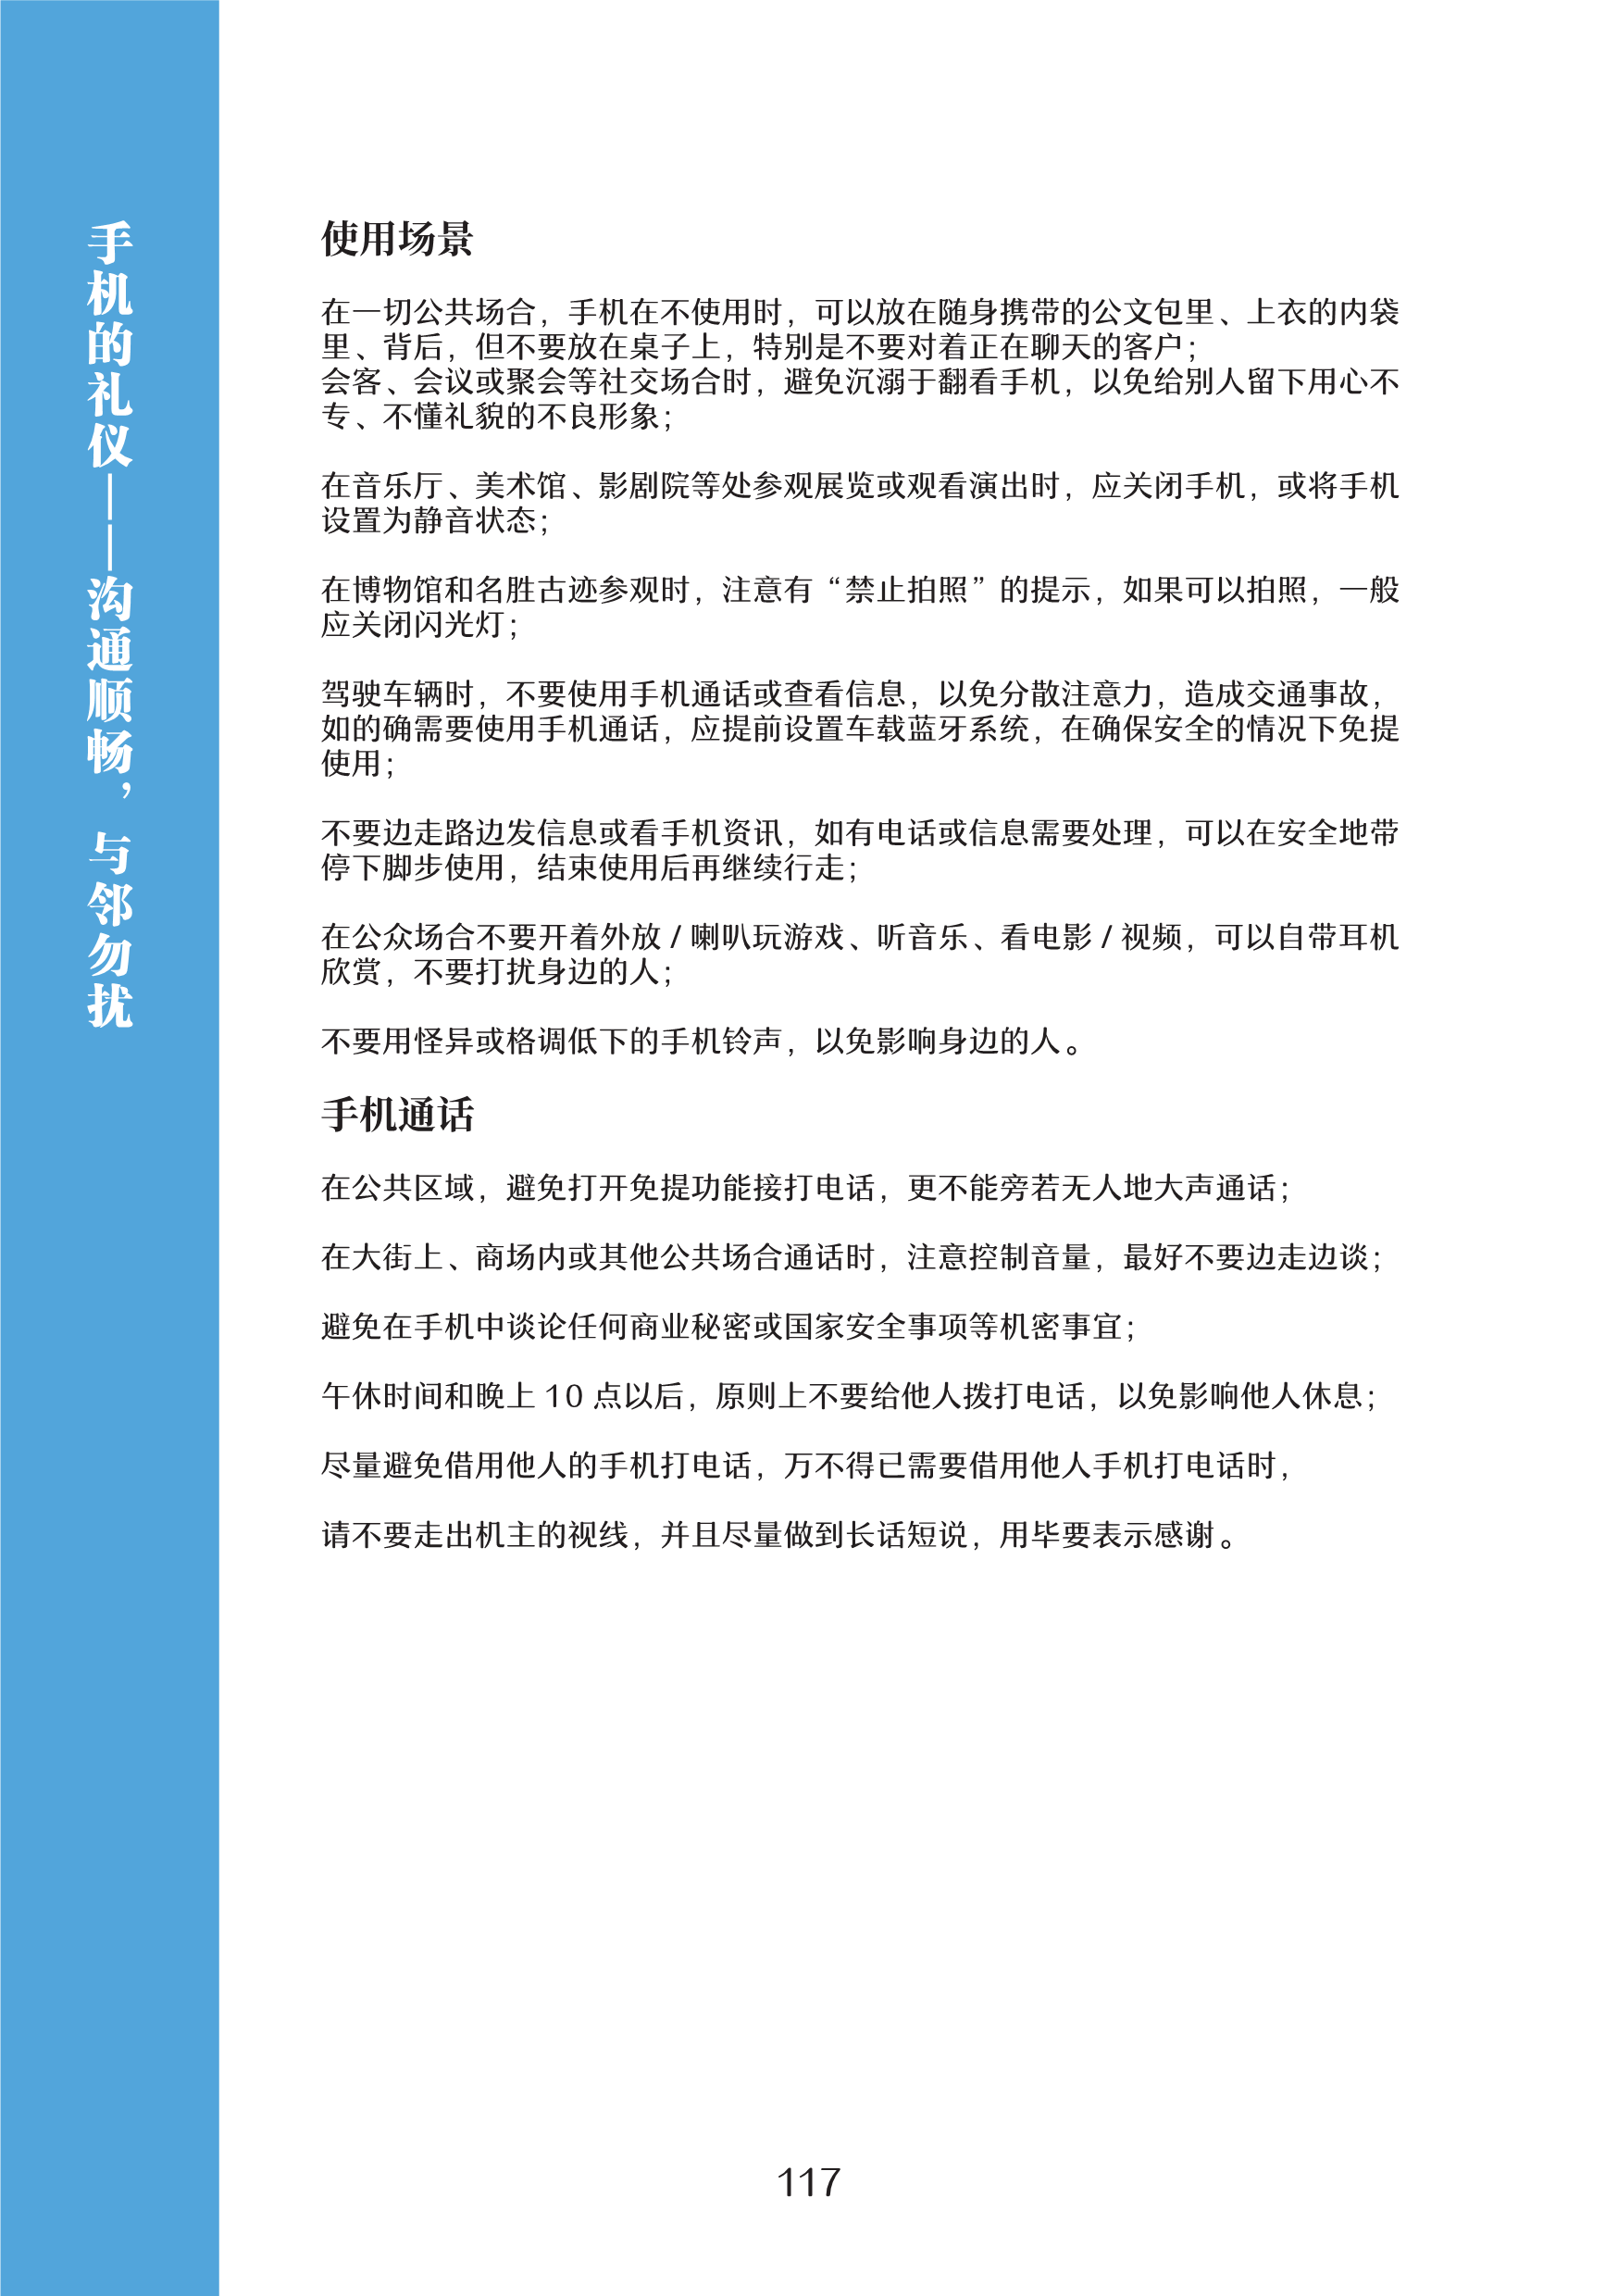 手机的礼仪——沟通顺畅，与邻勿扰
使用场景
在一切公共场合，手机在不使用时，可以放在随身携带的公文包里、上衣的内袋
里、背后，但不要放在桌子上，特别是不要对着正在聊天的客户；
会客、会议或聚会等社交场合时，避免沉溺于翻看手机，以免给别人留下用心不
专、不懂礼貌的不良形象；
在音乐厅、美术馆、影剧院等处参观展览或观看演出时，应关闭手机，或将手机
设置为静音状态；
在博物馆和名胜古迹参观时，注意有“禁止拍照”的提示，如果可以拍照，一般
应关闭闪光灯；
驾驶车辆时，不要使用手机通话或查看信息，以免分散注意力，造成交通事故，
如的确需要使用手机通话，应提前设置车载蓝牙系统，在确保安全的情况下免提
使用；
不要边走路边发信息或看手机资讯，如有电话或信息需要处理，可以在安全地带
停下脚步使用，结束使用后再继续行走；
在公众场合不要开着外放 / 喇叭玩游戏、听音乐、看电影 / 视频，可以自带耳机
欣赏，不要打扰身边的人；
不要用怪异或格调低下的手机铃声，以免影响身边的人。
手机通话
在公共区域，避免打开免提功能接打电话，更不能旁若无人地大声通话；
在大街上、商场内或其他公共场合通话时，注意控制音量，最好不要边走边谈；
避免在手机中谈论任何商业秘密或国家安全事项等机密事宜；
午休时间和晚上 10 点以后，原则上不要给他人拨打电话，以免影响他人休息；
尽量避免借用他人的手机打电话，万不得已需要借用他人手机打电话时，
请不要走出机主的视线，并且尽量做到长话短说，用毕要表示感谢。
117